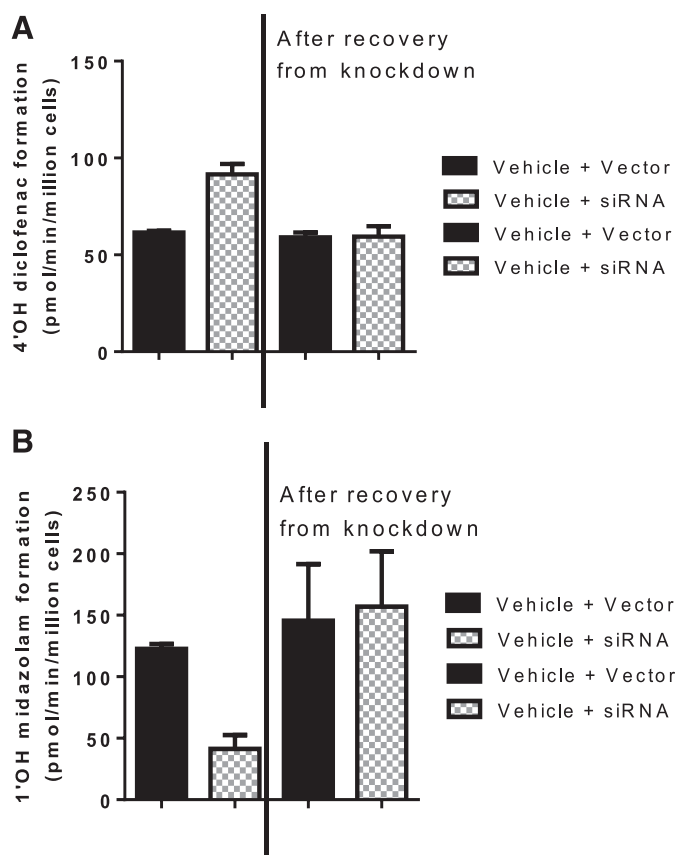 A
After recovery
from knockdown
4'OH diclofenac formation
(pmol/min/million cells)
150
100
50
0
Vehicle + Vector
Vehicle + siRNA
Vehicle + Vector
Vehicle + siRNA
B
After recovery
from knockdown
1'OH midazolam formation
(pmol/min/million cells)
250
200
150
100
50
0
Vehicle + Vector
Vehicle + siRNA
Vehicle + Vector
Vehicle + siRNA